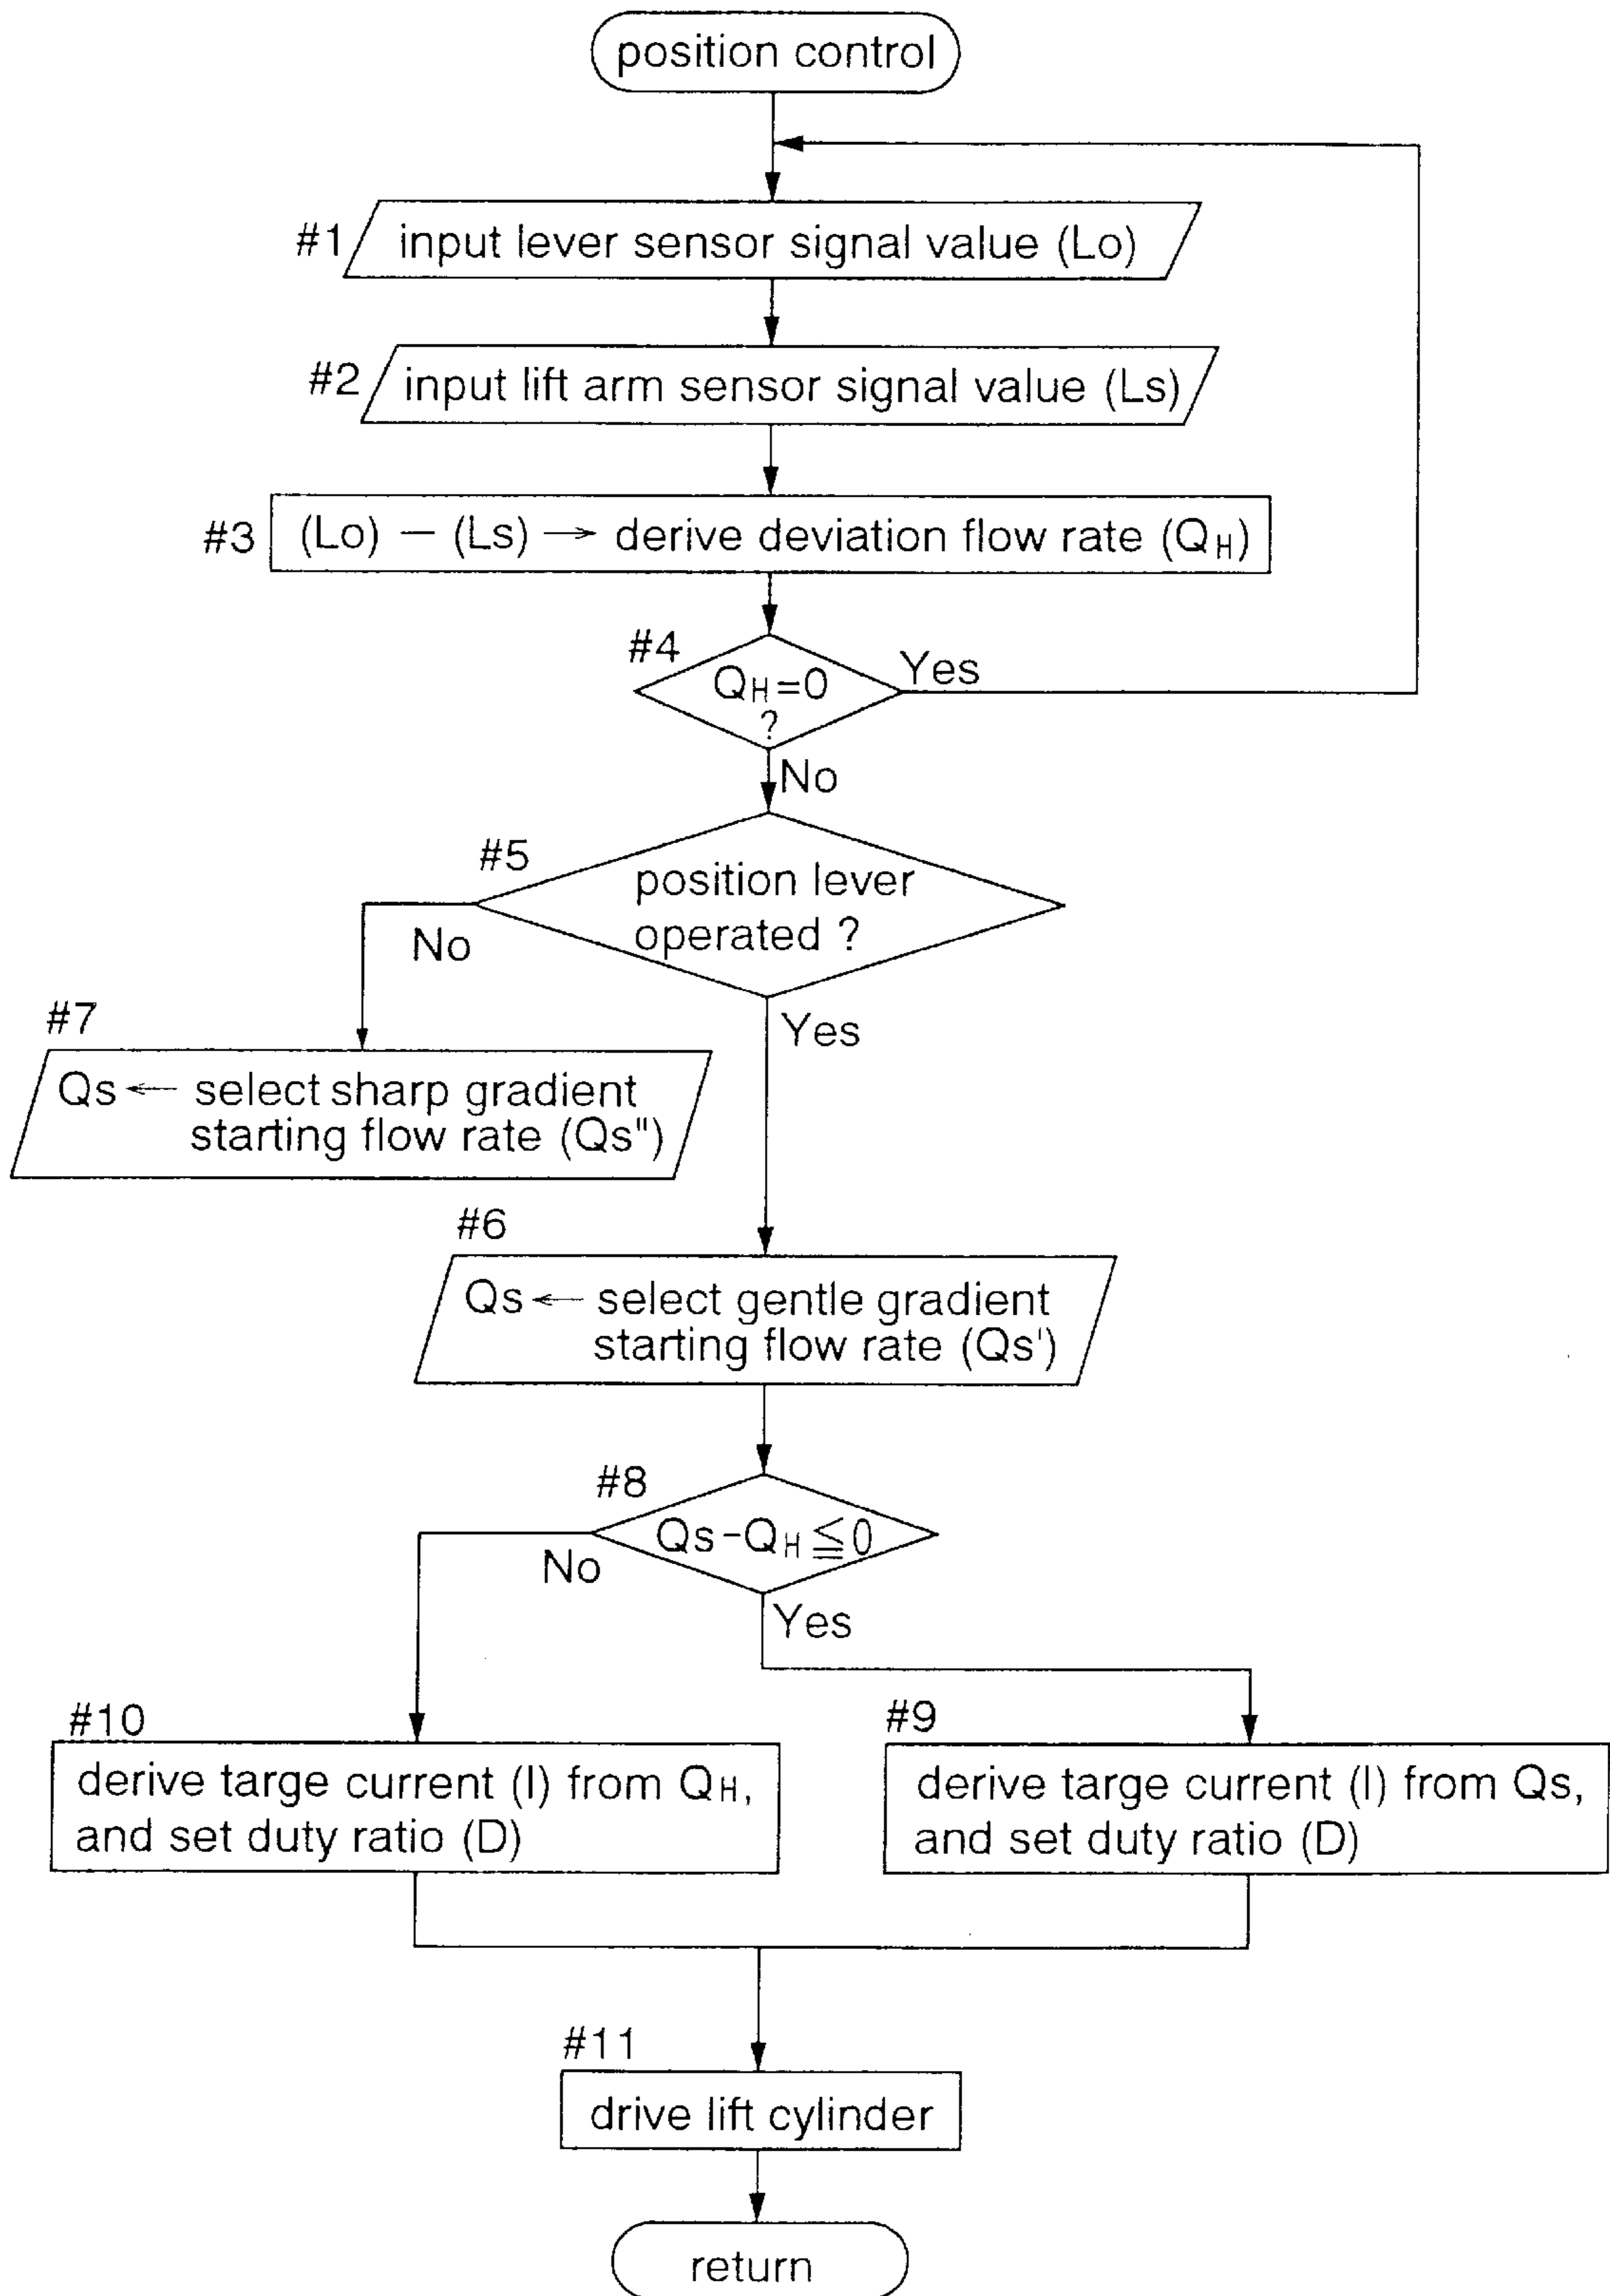 position control
#1 input lever sensor signal value (Lo)
#2 input lift arm sensor signal value (Ls)
#3 (Lo) − (Ls) → derive deviation flow rate (QH)
#4
QH=0
?
Yes
No
#5
position lever
operated ?
No
Yes
#7
Qs ← select sharp gradient
starting flow rate (Qs")
#6
Qs ← select gentle gradient
starting flow rate (Qs')
#8
Qs-QH≦0
No
Yes
#10
derive targe current (I) from QH,
and set duty ratio (D)
#9
derive targe current (I) from Qs,
and set duty ratio (D)
#11
drive lift cylinder
return